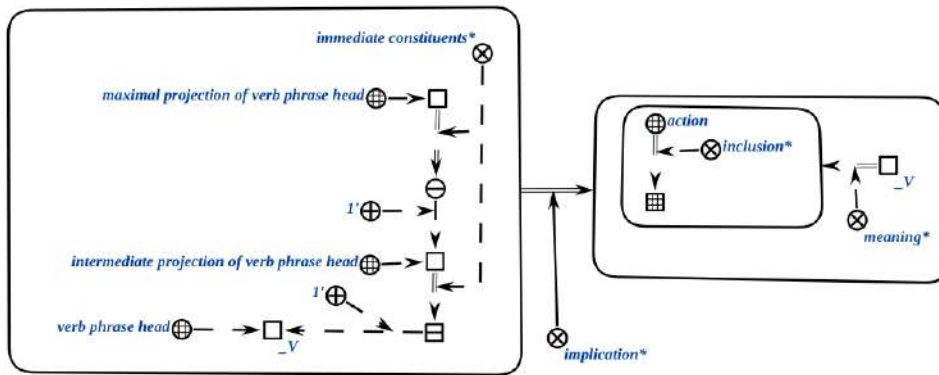 immediate constituents*
maximal projection of verb phrase head
1'
intermediate projection of verb phrase head
1'
verb phrase head
_V
implication*
action
inclusion*
_V
meaning*